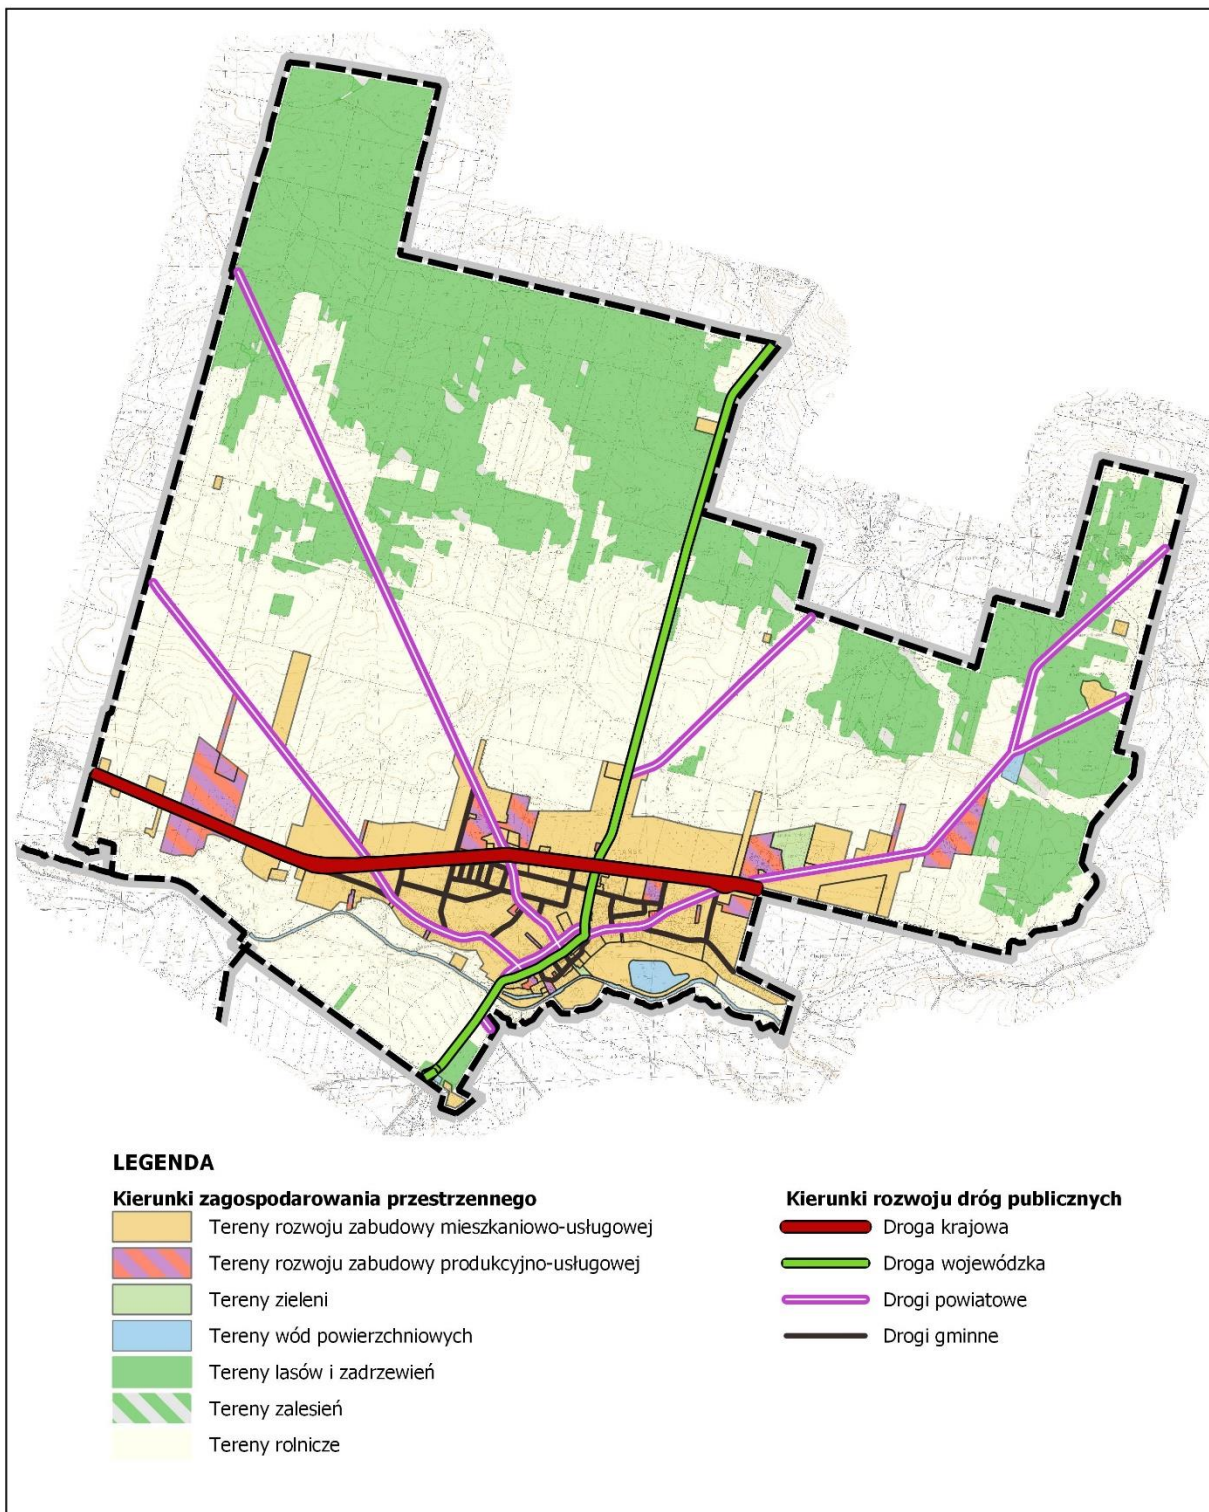 LEGENDA
Kierunki zagospodarowania przestrzennego
Tereny rozwoju zabudowy mieszkaniowo-usługowej
Tereny rozwoju zabudowy produkcyjno-usługowej
Tereny zieleni
Tereny wód powierzchniowych
Tereny lasów i zadrzewień
Tereny zalesień
Tereny rolnicze
Kierunki rozwoju dróg publicznych
Droga krajowa
Droga wojewódzka
Drogi powiatowe
Drogi gminne